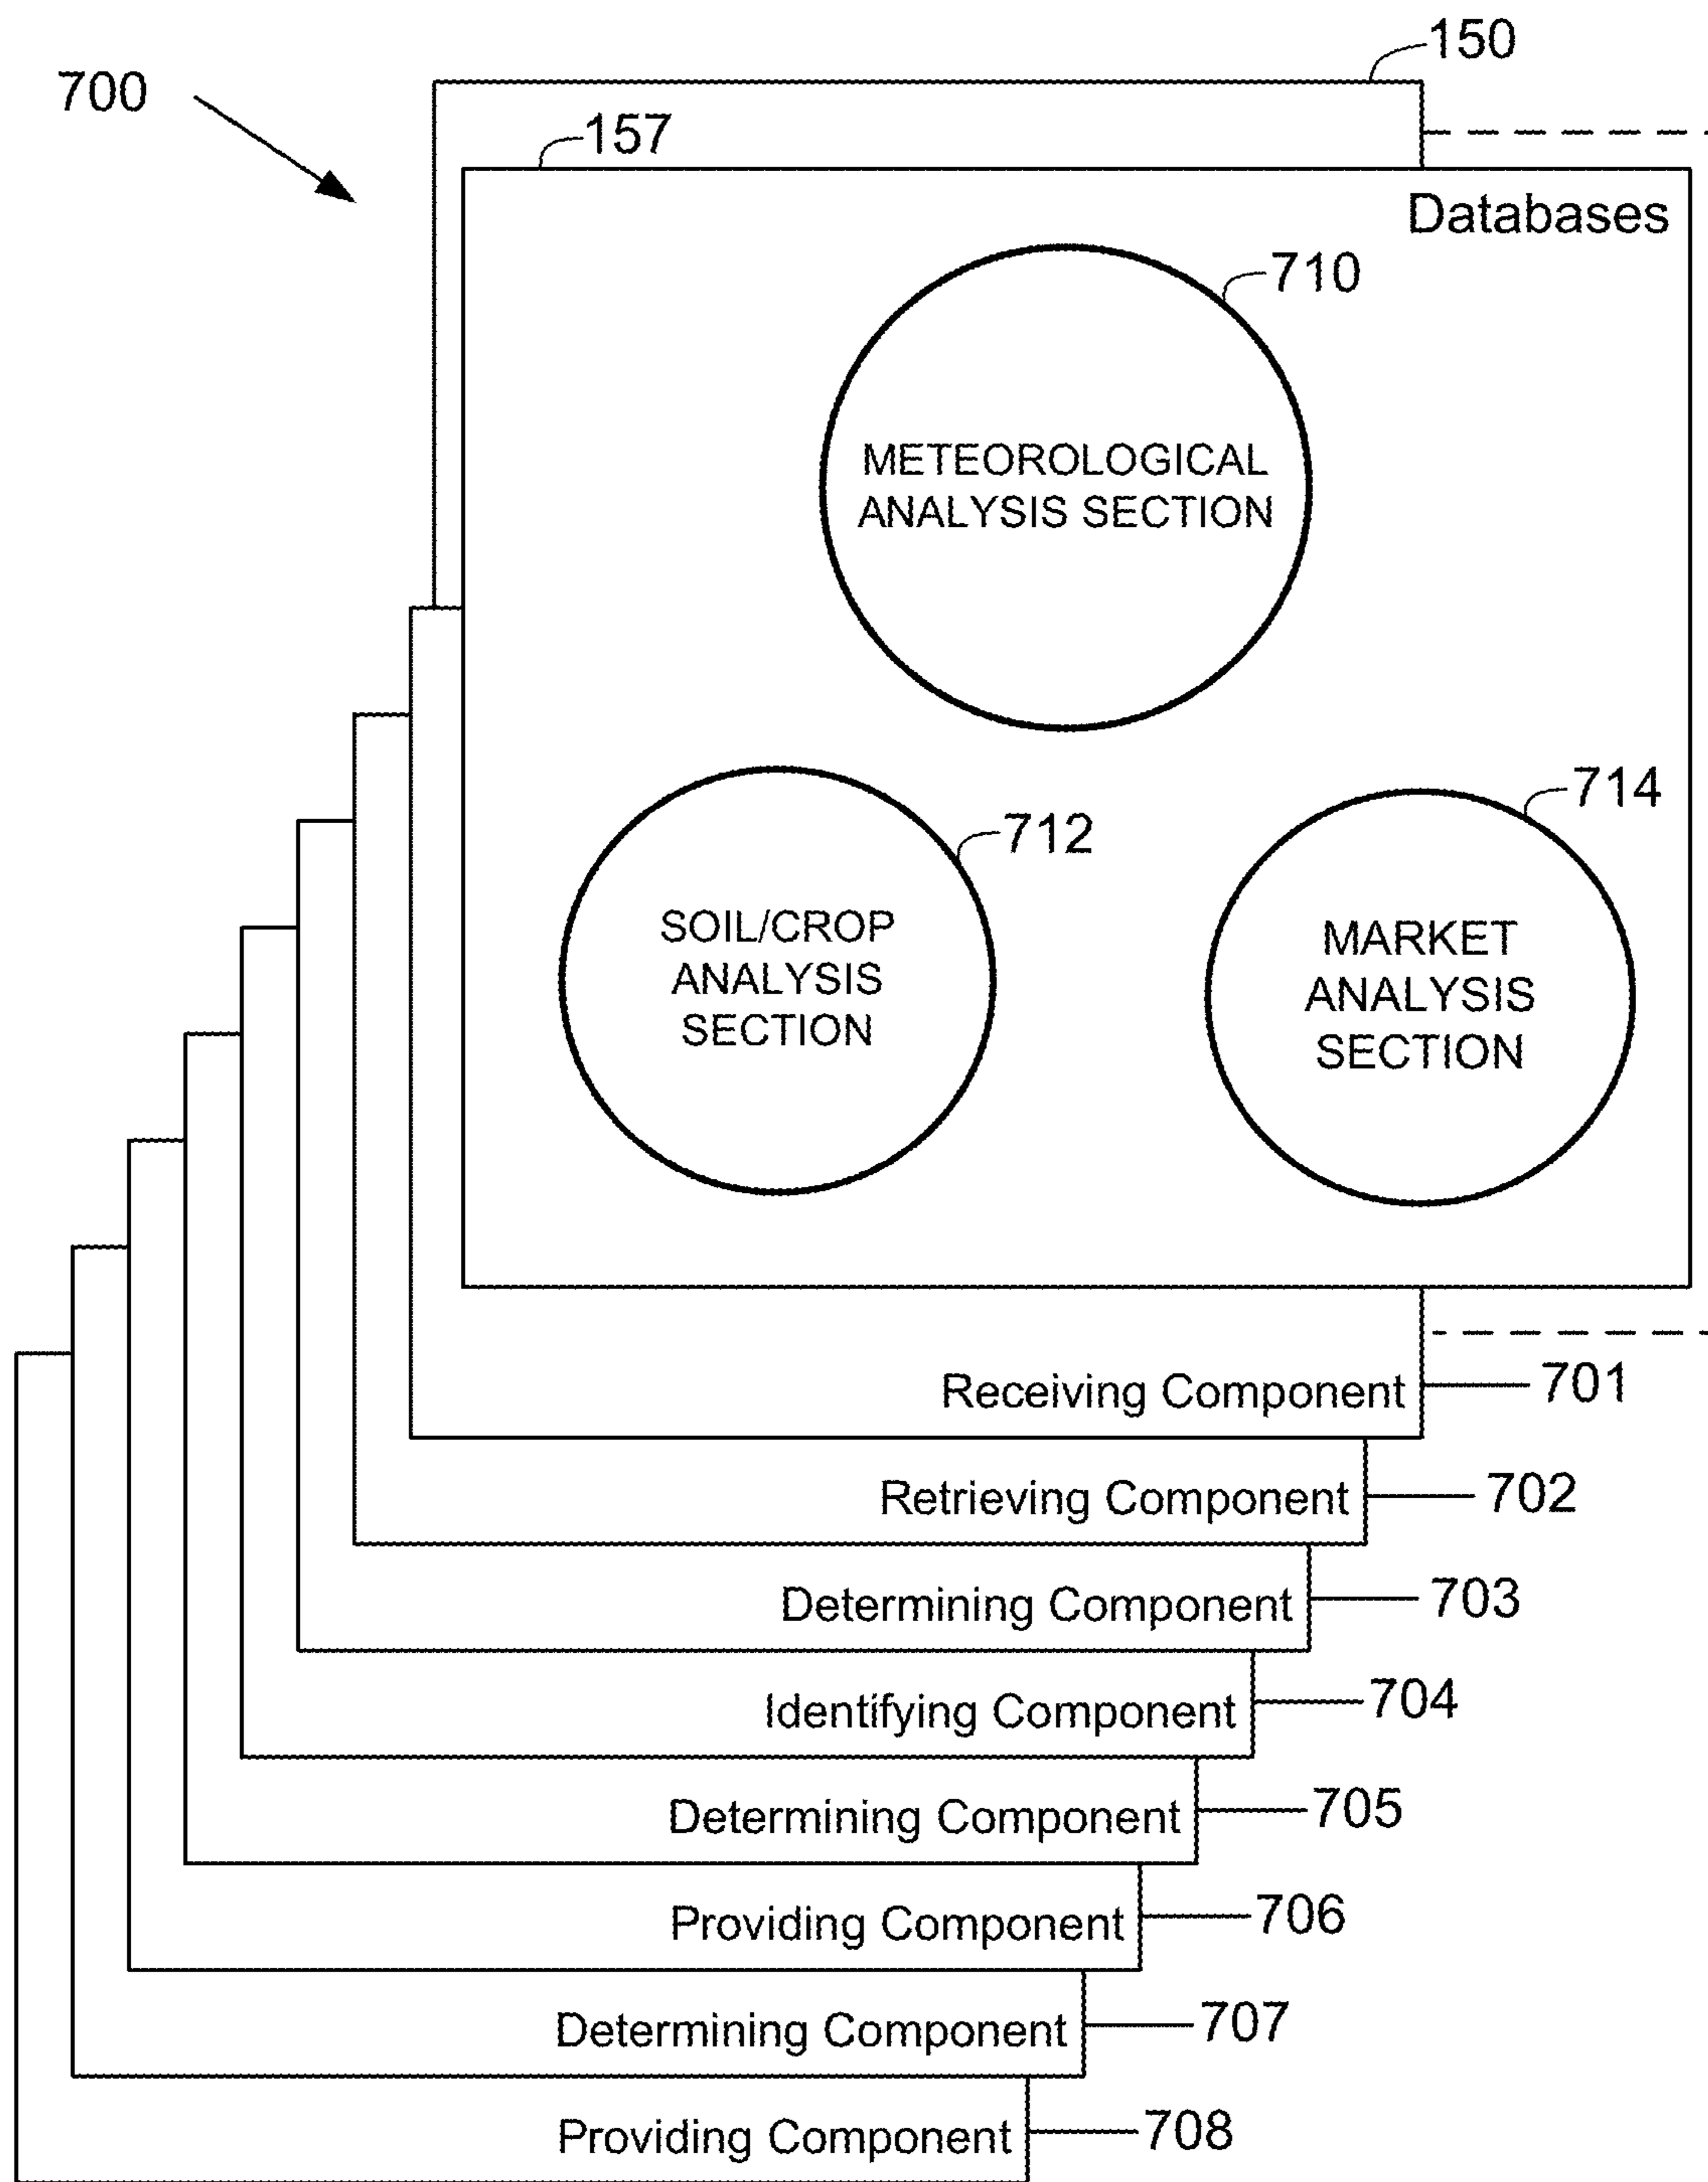 150
700
157
Databases
710
METEOROLOGICAL
ANALYSIS SECTION
714
712
SOIL/CROP
ANALYSIS
SECTION
MARKET
ANALYSIS
SECTION
Receiving Component
701
Retrieving Component
702
Determining Component
703
Identifying Component
704
Determining Component
705
Providing Component
706
Determining Component
707
Providing Component
708